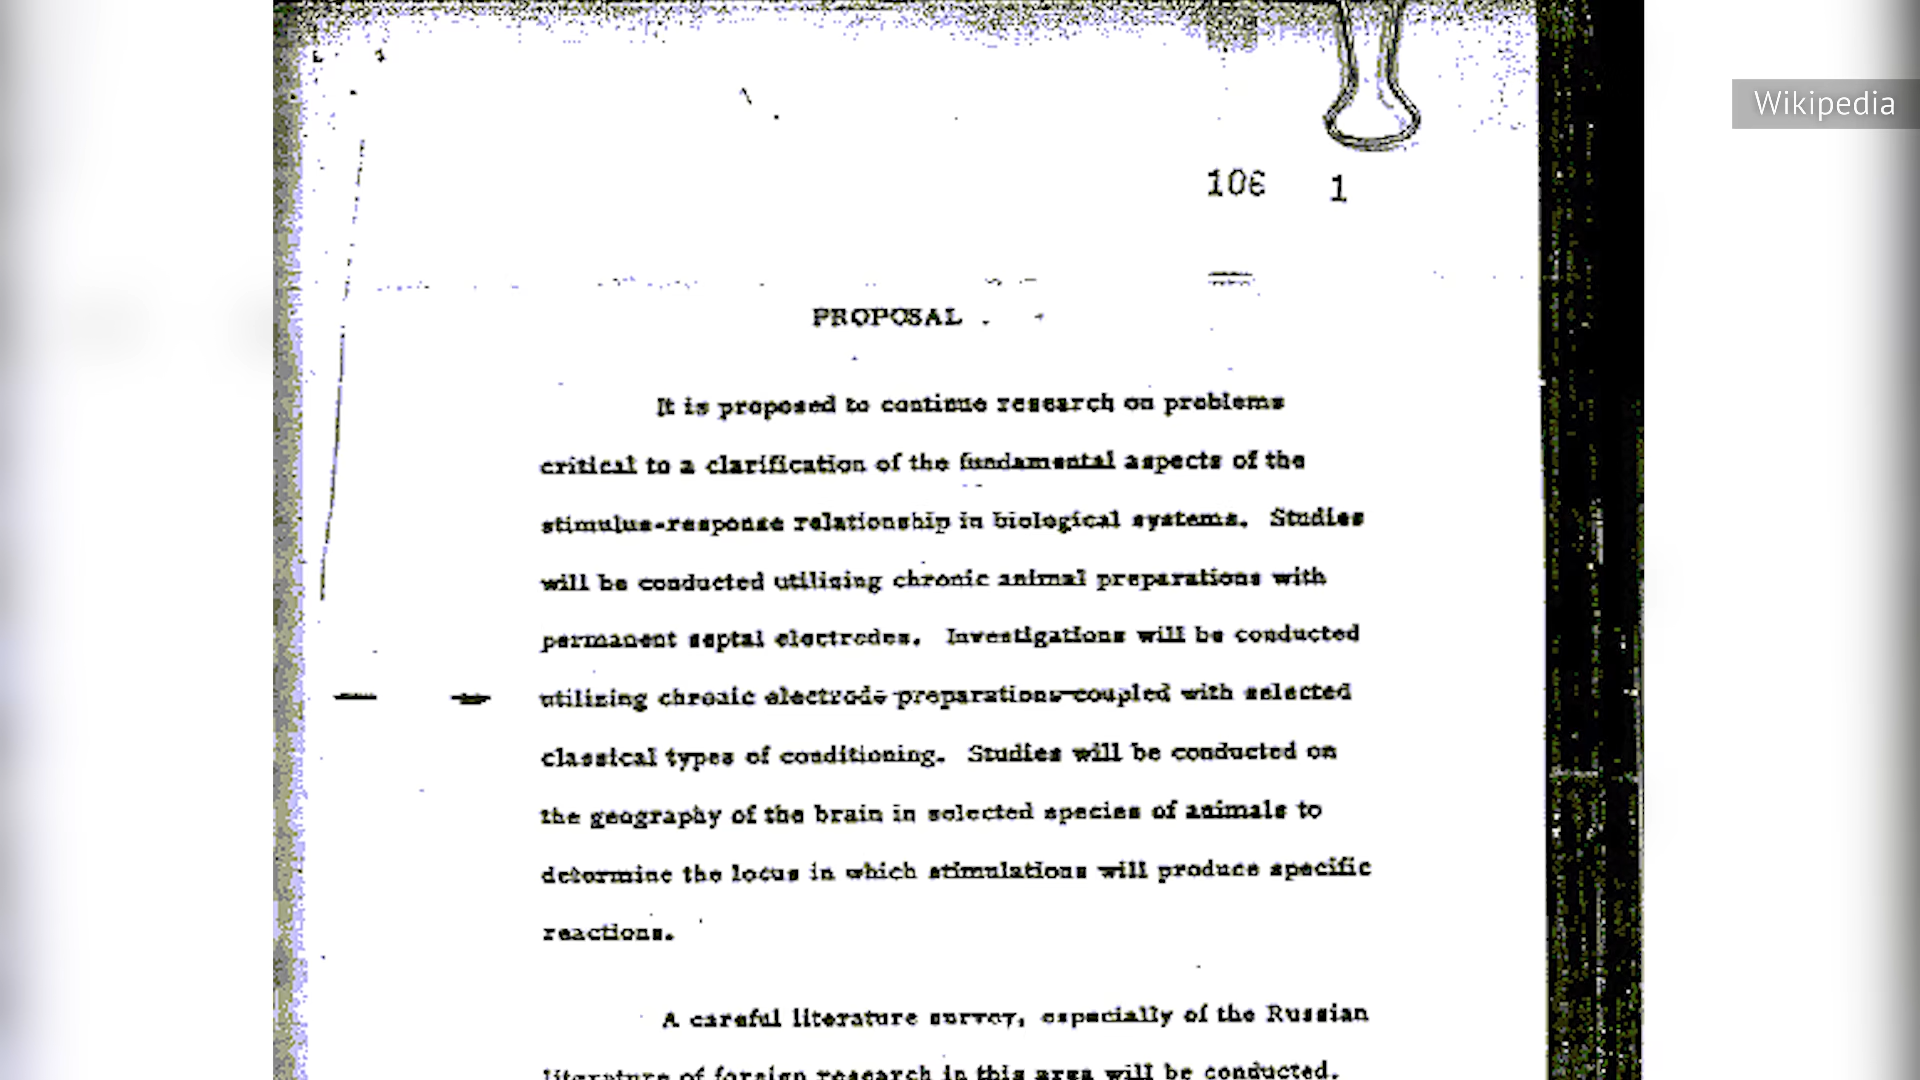 Wikipedia
106 1
PROPOSAL
It is proposed to continue research on problems
critical to a clarification of the fundamental aspects of the
stimulus-response relationship in biological systems. Studies
will be conducted utilizing chronic animal preparations with
permanent septal electrodes. Investigations will be conducted
utilizing chronic electrode preparations coupled with selected
classical types of conditioning. Studies will be conducted on
the geography of the brain in selected species of animals to
determine the locus in which stimulations will produce specific
reactions.
A careful literature survey, especially of the Russian
literature of foreign research in this area will be conducted.